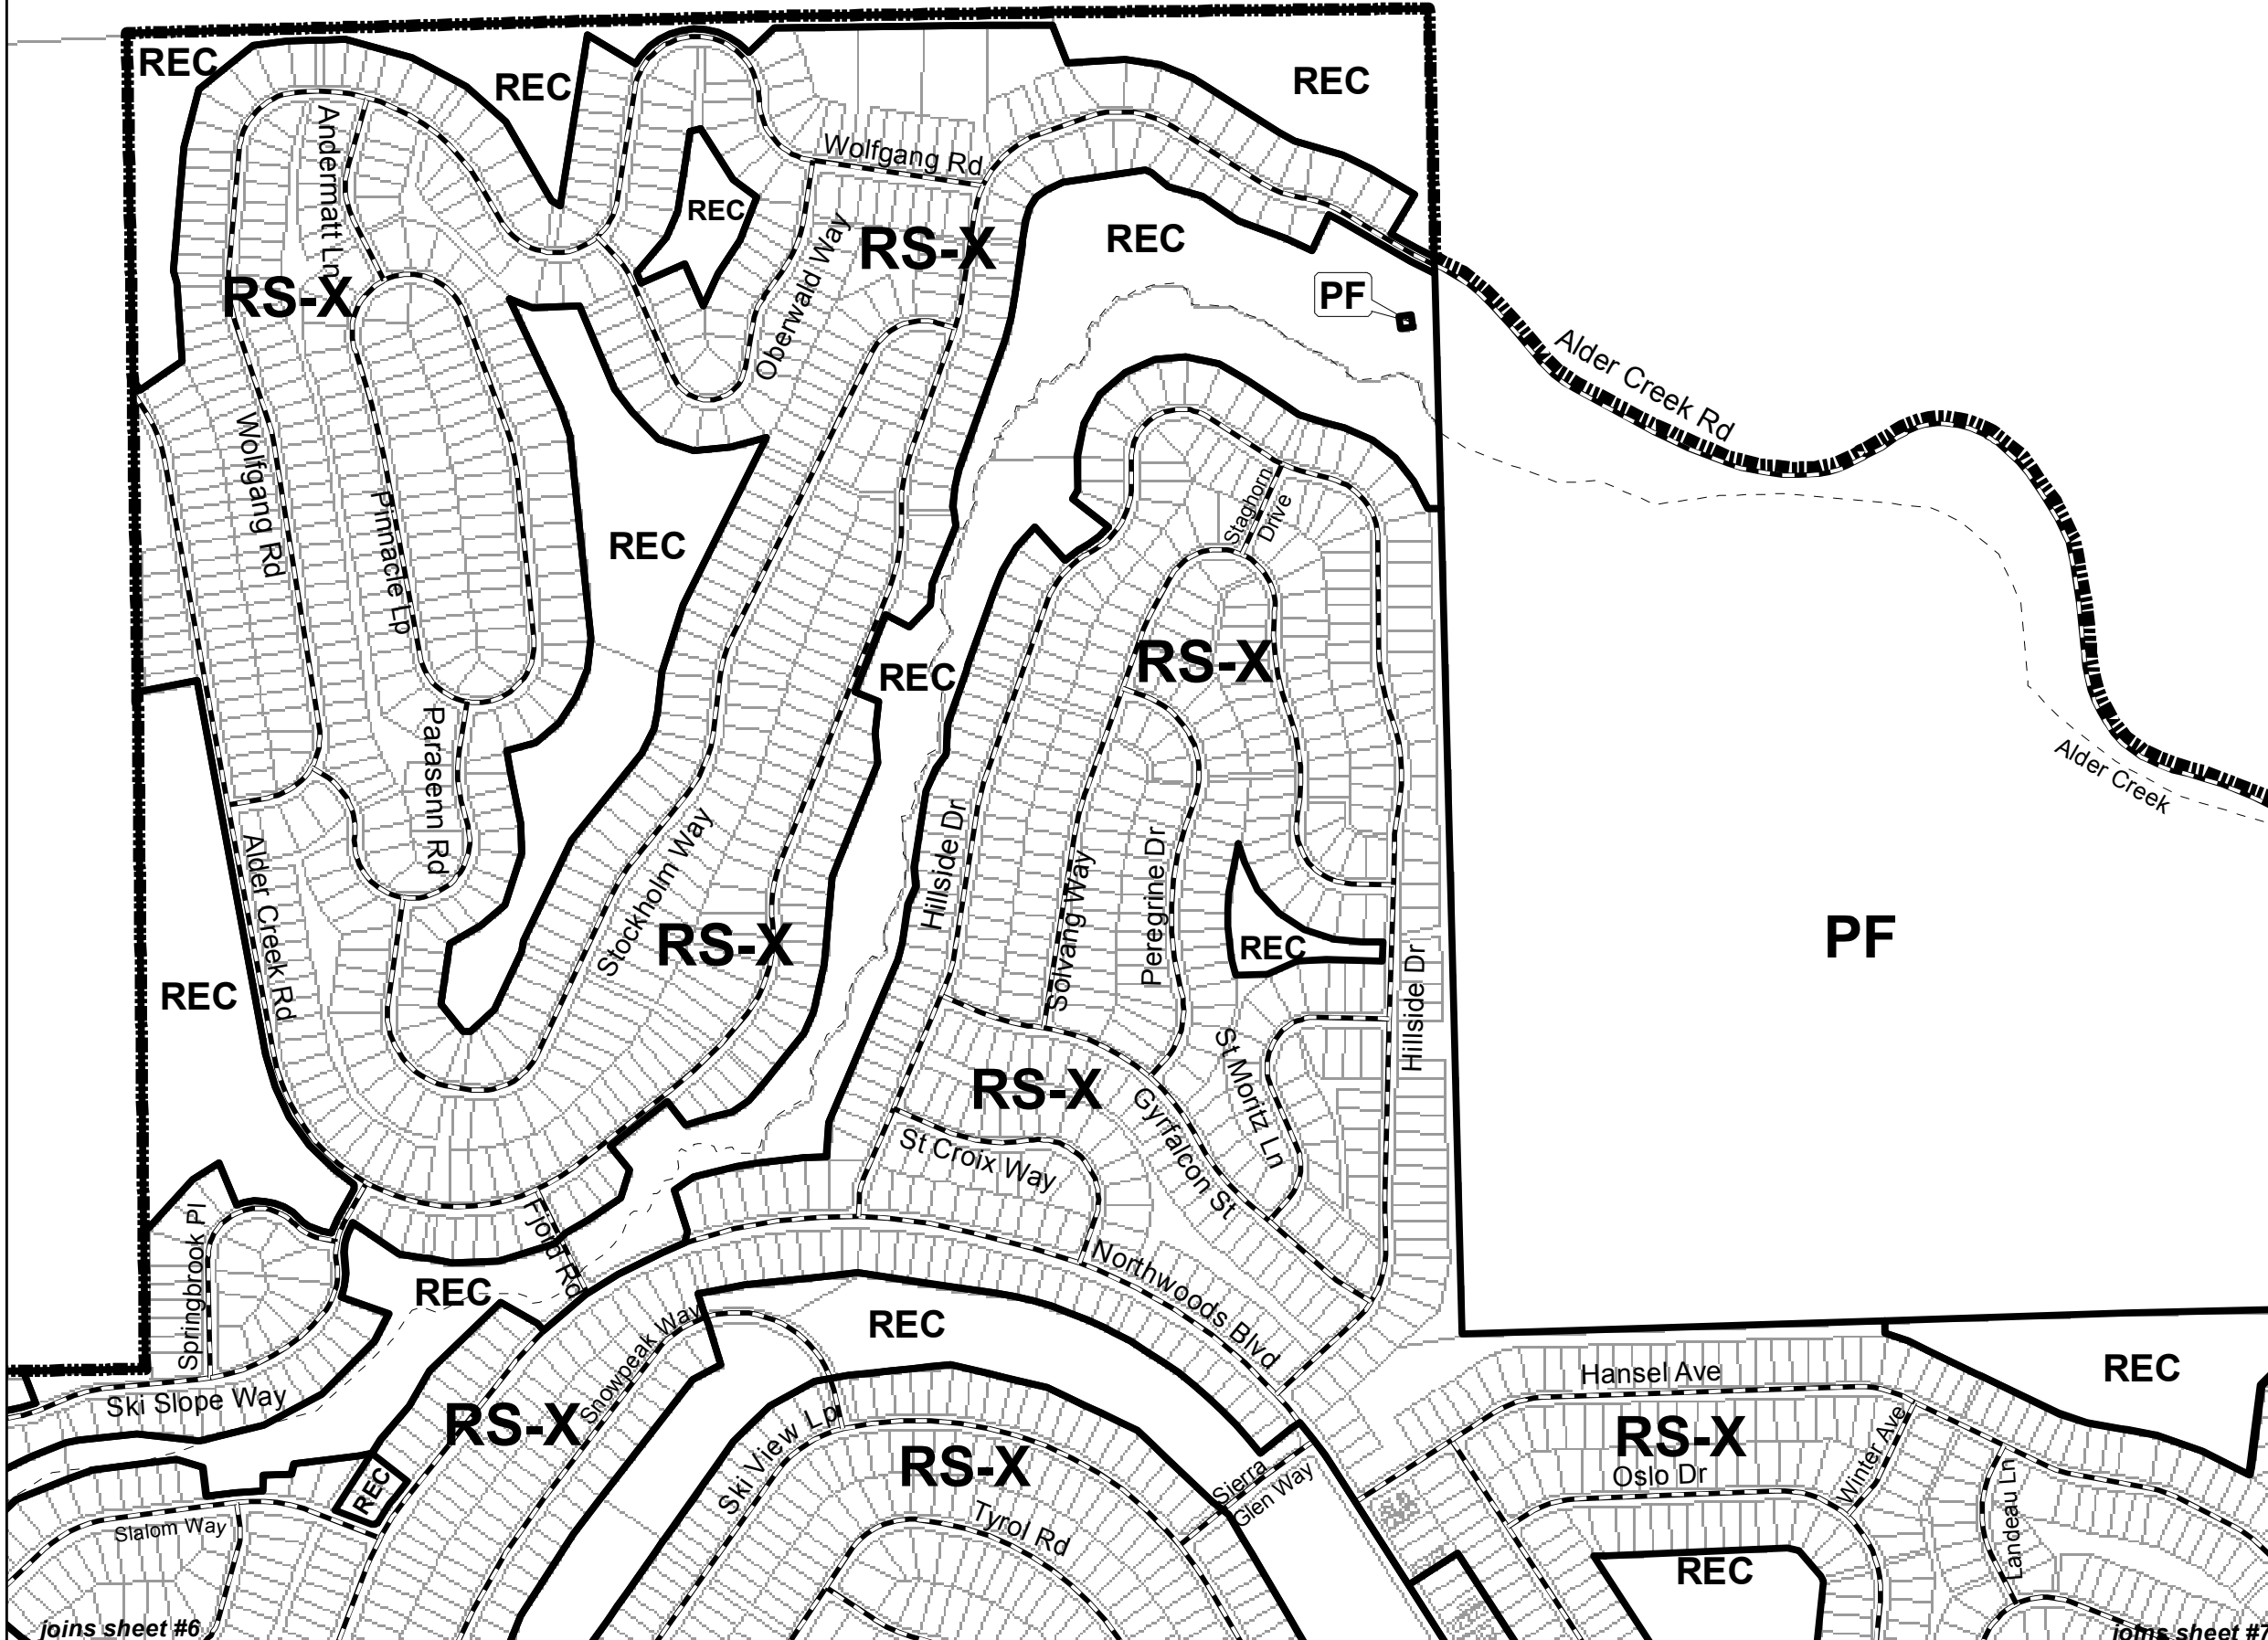 REC
REC
REC
Andermatt Ln
Wolfgang Rd
REC
REC
RS-X
RS-X
Oberwald Way
PF
Alder Creek Rd
Wolfgang Rd
Pinnacle Lp
REC
Staghorn
Drive
RS-X
REC
Parasenn Rd
Alder Creek
Alder Creek Rd
Stockholm Way
Hillside Dr
Solvang Way
Peregrine Dr
RS-X
REC
PF
REC
Hillside Dr
RS-X
St Moritz Ln
Gyrfalcon St
St Croix Way
Springbrook Pl
Fjord Rd
REC
Northwoods Blvd
REC
Snowpeak Way
Hansel Ave
REC
Ski Slope Way
RS-X
Ski View Lp
RS-X
RS-X
Oslo Dr
Winter Ave
REC
Sierra
Glen Way
Landeau Ln
Slalom Way
Tyrol Rd
REC
joins sheet #6
joins sheet #7